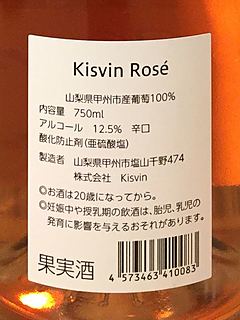 Kisvin Rosé
山梨県甲州市産葡萄100%
内容量　750ml
アルコール　12.5%　辛口
酸化防止剤(亜硫酸塩)
製造者　山梨県甲州市塩山千野474
株式会社　Kisvin
◎お酒は20歳になってから。
◎妊娠中や授乳期の飲酒は、胎児、乳児の
発育に影響を与えるおそれがあります。
果実酒
4 573463 410083